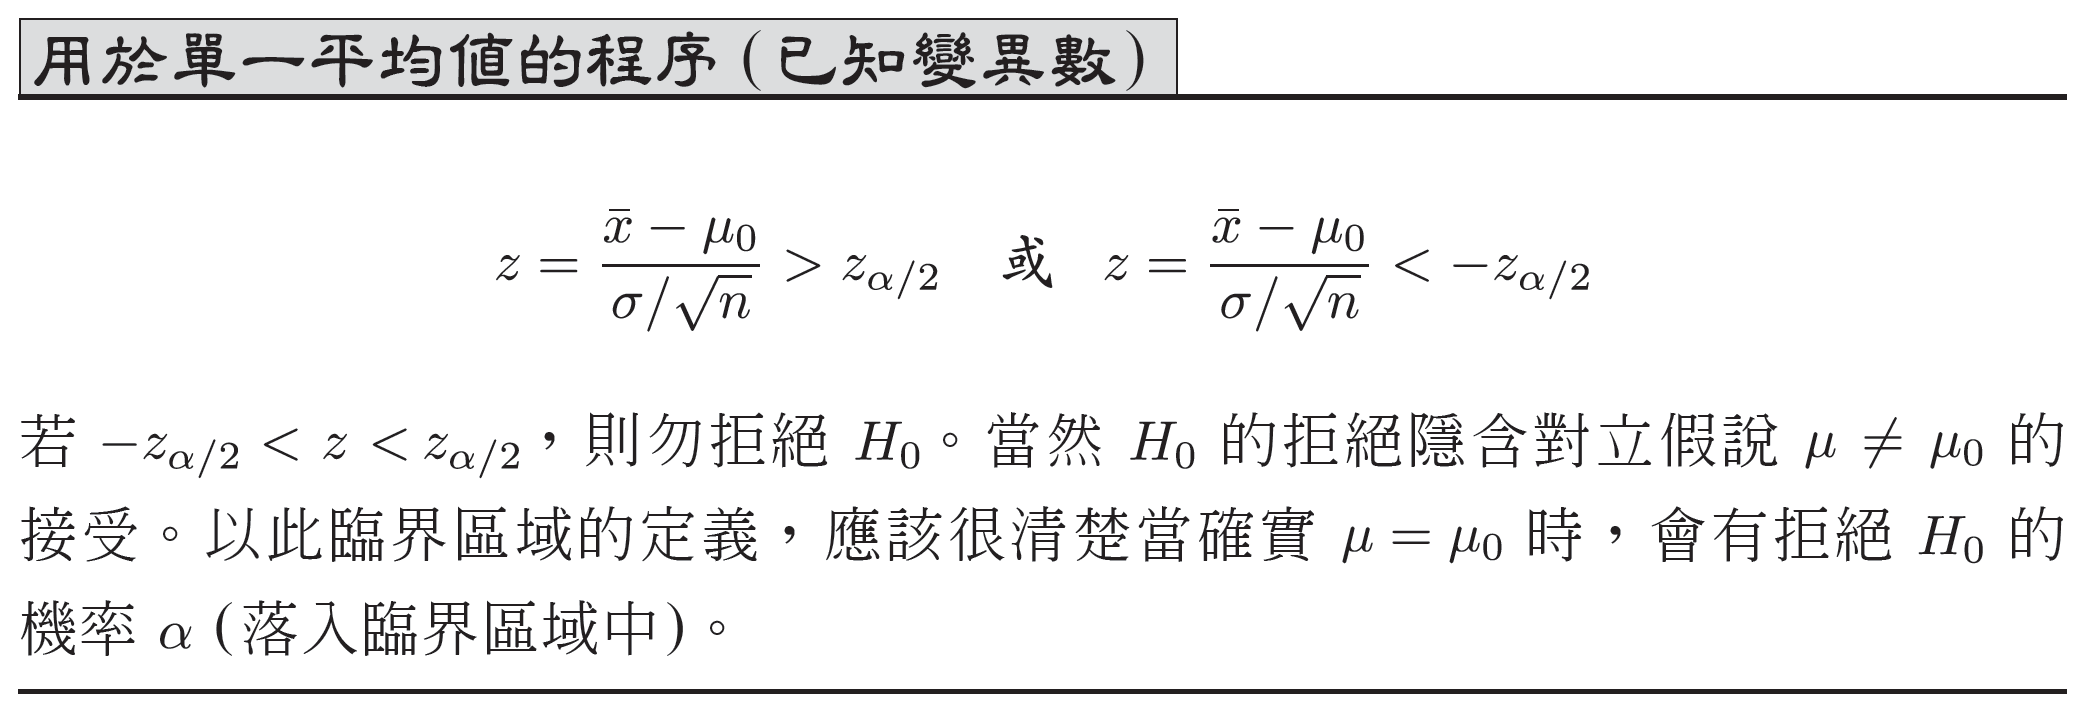 用於單一平均值的程序 (已知變異數)
$z = \dfrac{\bar{x} - \mu_0}{\sigma/\sqrt{n}} > z_{\alpha/2}$ 或 $z = \dfrac{\bar{x} - \mu_0}{\sigma/\sqrt{n}} < -z_{\alpha/2}$
若 $-z_{\alpha/2} < z < z_{\alpha/2}$,則勿拒絕 $H_0$。當然 $H_0$ 的拒絕隱含對立假說 $\mu \neq \mu_0$ 的
接受。以此臨界區域的定義,應該很清楚當確實 $\mu = \mu_0$ 時,會有拒絕 $H_0$ 的
機率 $\alpha$ (落入臨界區域中)。